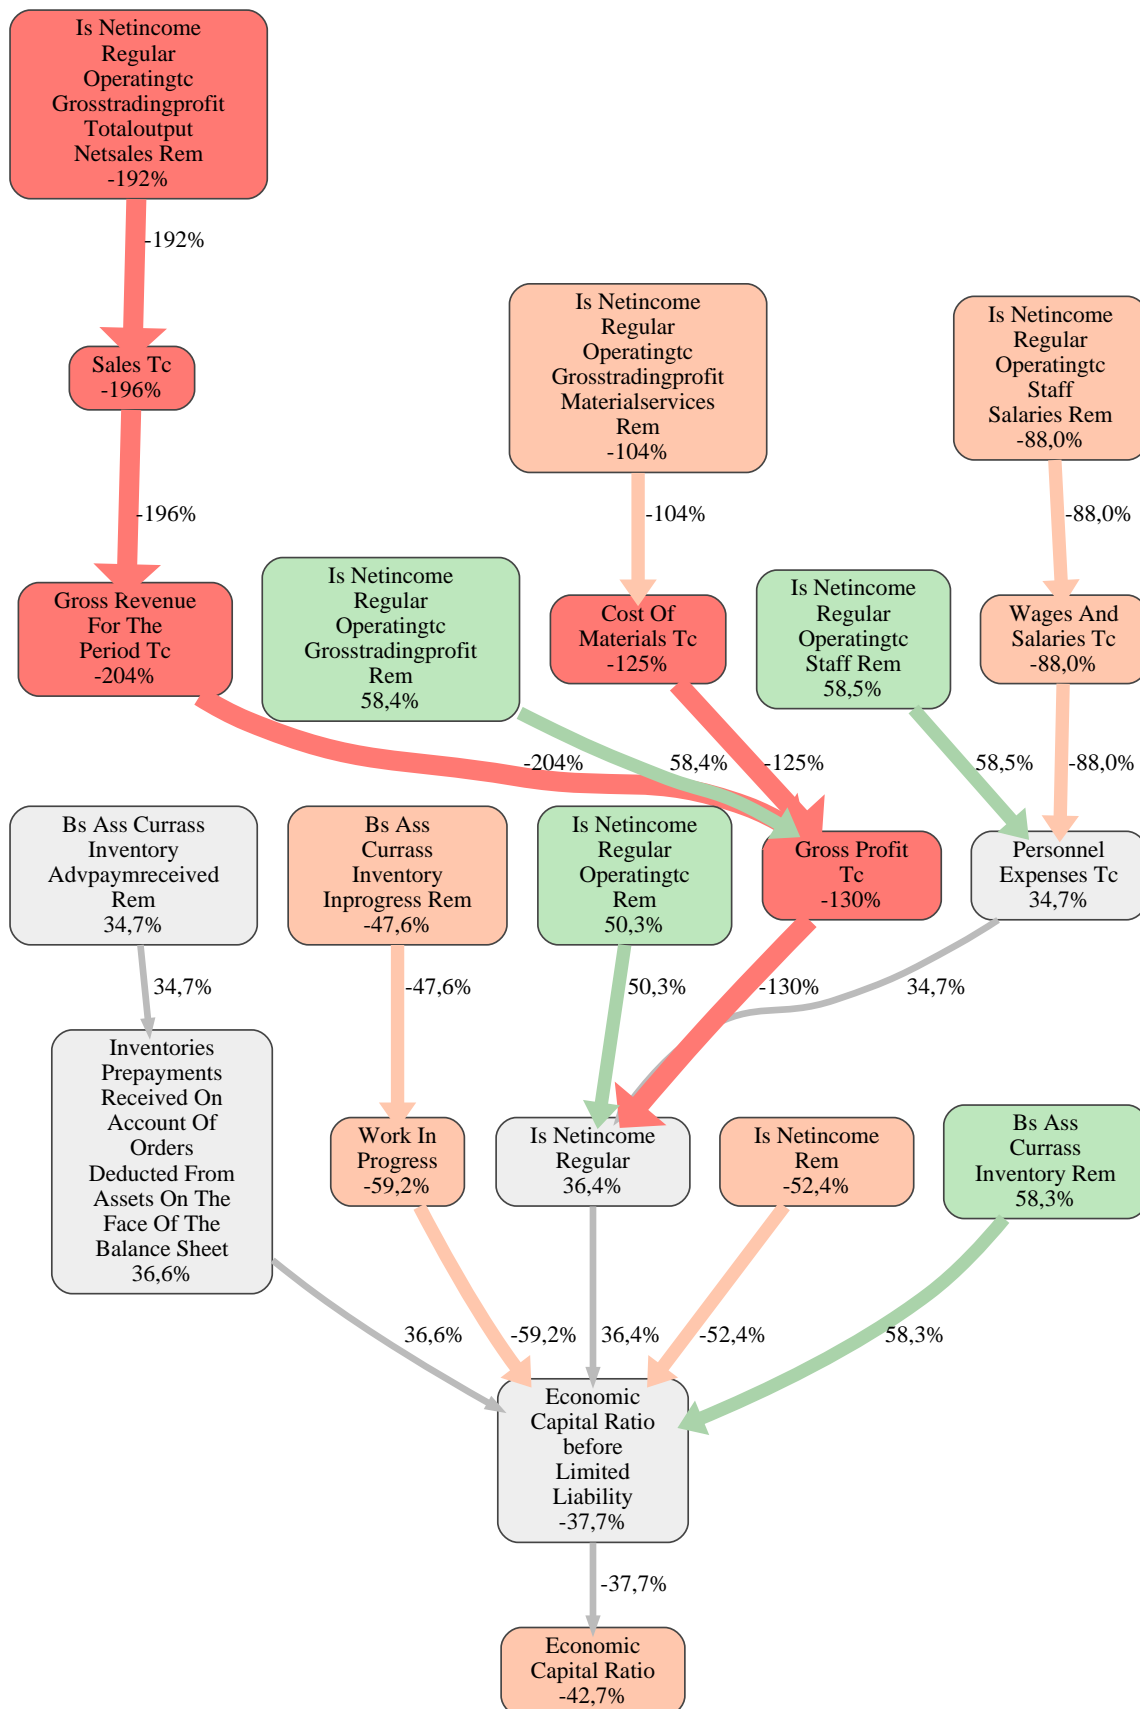 Is Netincome
Regular
Operatingtc
Grosstradingprofit
Totaloutput
Netsales Rem
-192%
-192%
Sales Tc
-196%
-196%
Is Netincome
Regular
Operatingtc
Grosstradingprofit
Materialservices
Rem
-104%
-104%
Is Netincome
Regular
Operatingtc
Staff
Salaries Rem
-88,0%
-88,0%
Gross Revenue
For The
Period Tc
-204%
Is Netincome
Regular
Operatingtc
Grosstradingprofit
Rem
58,4%
Cost Of
Materials Tc
-125%
Is Netincome
Regular
Operatingtc
Staff Rem
58,5%
Wages And
Salaries Tc
-88,0%
-204%
58,4%
-125%
58,5%
-88,0%
Bs Ass Currass
Inventory
Advpaymreceived
Rem
34,7%
Bs Ass
Currass
Inventory
Inprogress Rem
-47,6%
Is Netincome
Regular
Operatingtc
Rem
50,3%
Gross Profit
Tc
-130%
Personnel
Expenses Tc
34,7%
34,7%
-47,6%
50,3%
-130%
34,7%
Inventories
Prepayments
Received On
Account Of
Orders
Deducted From
Assets On The
Face Of The
Balance Sheet
36,6%
Work In
Progress
-59,2%
Is Netincome
Regular
36,4%
Is Netincome
Rem
-52,4%
Bs Ass
Currass
Inventory Rem
58,3%
36,6%
-59,2%
36,4%
-52,4%
58,3%
Economic
Capital Ratio
before
Limited
Liability
-37,7%
-37,7%
Economic
Capital Ratio
-42,7%